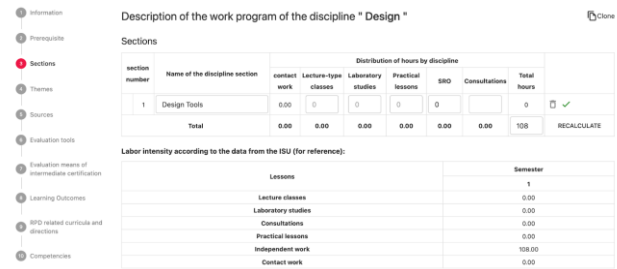 1 Information
2 Prerequisite
3 Sections
4 Themes
5 Sources
6 Evaluation tools
7 Evaluation means of
intermediate certification
8 Learning Outcomes
9 RPD related curricula and
directions
10 Competencies
Description of the work program of the discipline " Design "
Clone
Sections
section
number
Name of the discipline section
Distribution of hours by discipline
contact
work
Lecture-type
classes
Laboratory
studies
Practical
lessons
SRO
Consultations
Total
hours
1 Design Tools 0.00 0 0 0 0 0
Total 0.00 0.00 0.00 0.00 0.00 0.00 108 RECALCULATE
Labor intensity according to the data from the ISU (for reference):
Lessons
Semester
1
Lecture classes 0.00
Laboratory studies 0.00
Consultations 0.00
Practical lessons 0.00
Independent work 108.00
Contact work 0.00